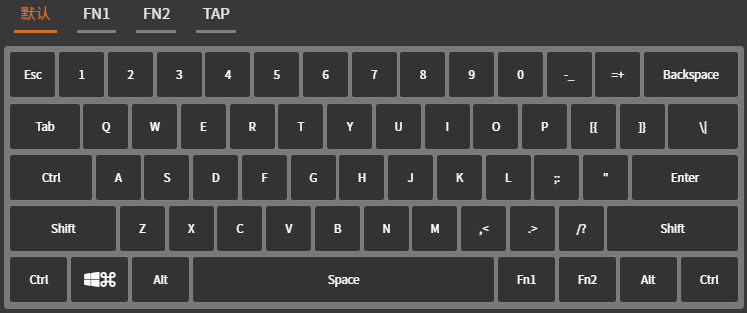 默认 FN1 FN2 TAP
Esc 1 2 3 4 5 6 7 8 9 0 -_ =+ Backspace
Tab Q W E R T Y U I O P [{ ]} \|
Ctrl A S D F G H J K L ;: '' Enter
Shift Z X C V B N M ,< .> /? Shift
Ctrl ⌘ Alt Space Fn1 Fn2 Alt Ctrl